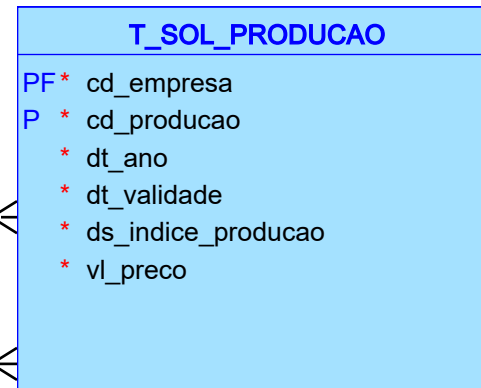 T_SOL_PRODUCAO
PF * cd_empresa
P * cd_producao
* dt_ano
* dt_validade
* ds_indice_producao
* vl_preco